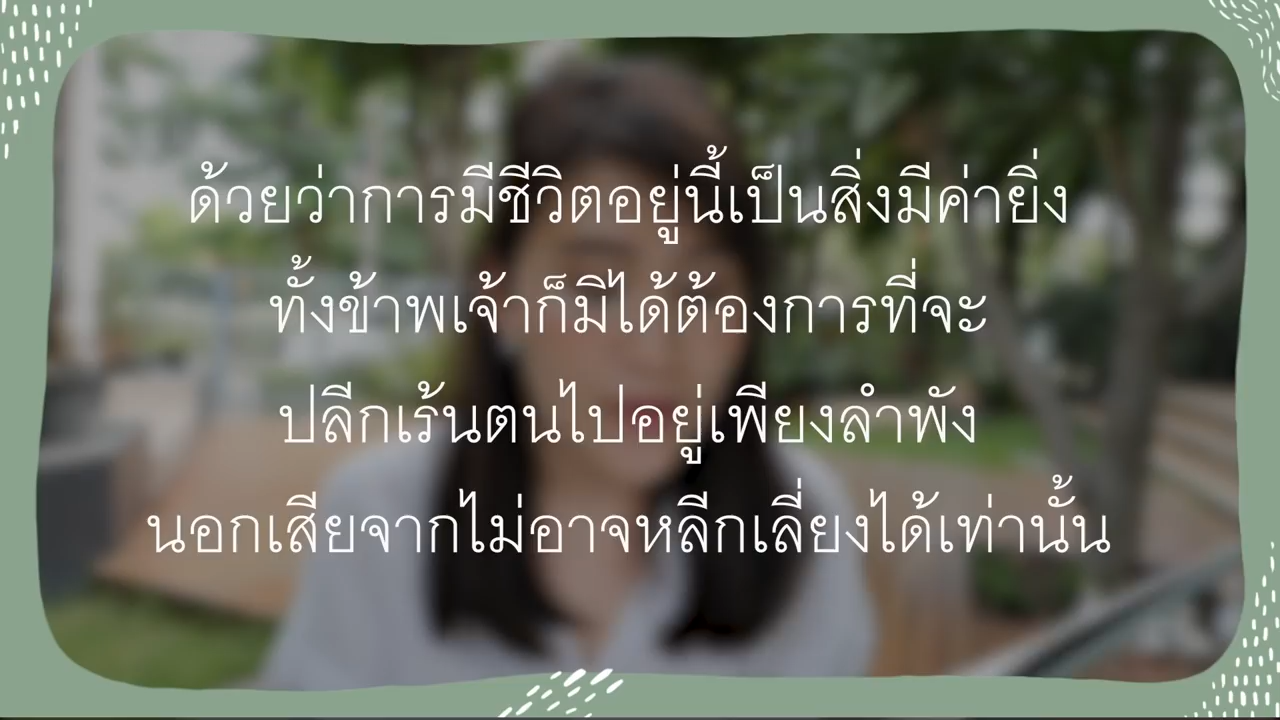 ด้วยว่าการมีชีวิตอยู่นี้เป็นสิ่งมีค่ายิ่ง
ทั้งข้าพเจ้าก็มิได้ต้องการที่จะ
ปลีกเร้นตนไปอยู่เพียงลำพัง
นอกเสียจากไม่อาจหลีกเลี่ยงได้เท่านั้น